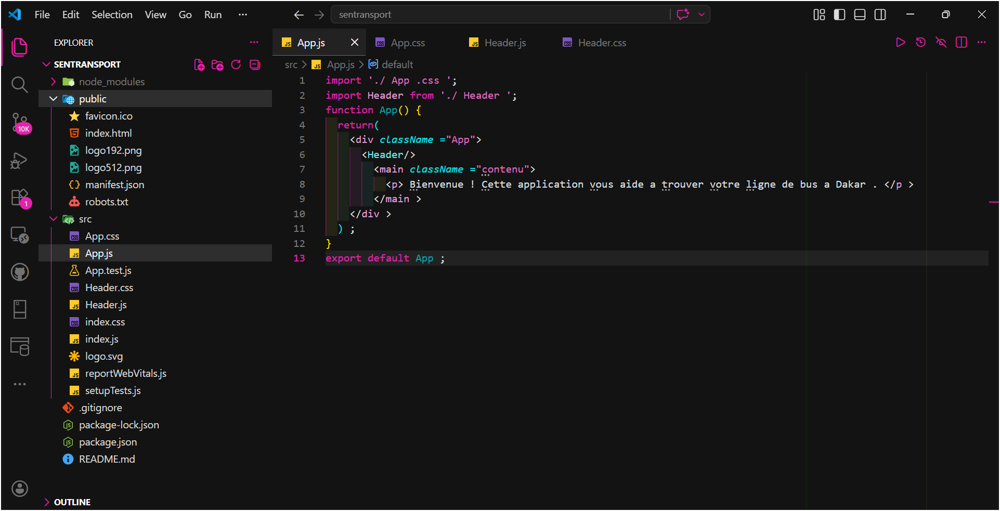 File Edit Selection View Go Run
sentransport
EXPLORER
SENTRANSPORT
node_modules
public
favicon.ico
index.html
logo192.png
logo512.png
manifest.json
robots.txt
src
App.css
App.js
App.test.js
Header.css
Header.js
index.css
index.js
logo.svg
reportWebVitals.js
setupTests.js
.gitignore
package-lock.json
package.json
README.md
OUTLINE
10K
1
App.js App.css Header.js Header.css
src > App.js > default
1 import './ App .css ';
2 import Header from './ Header ';
3 function App() {
4 return(
5 <div className ="App">
6 <Header/>
7 <main className ="contenu">
8 <p> Bienvenue ! Cette application vous aide a trouver votre ligne de bus a Dakar . </p >
9 </main >
10 </div >
11 ) ;
12 }
13 export default App ;